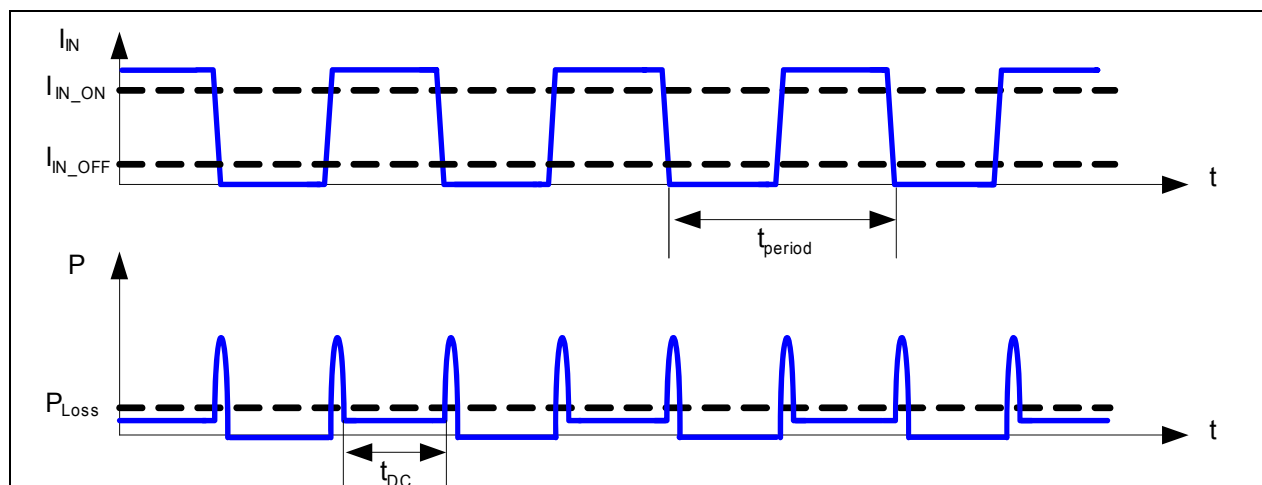 I_IN
I_IN_ON
I_IN_OFF
t
t_period
P
P_Loss
t
t_DC